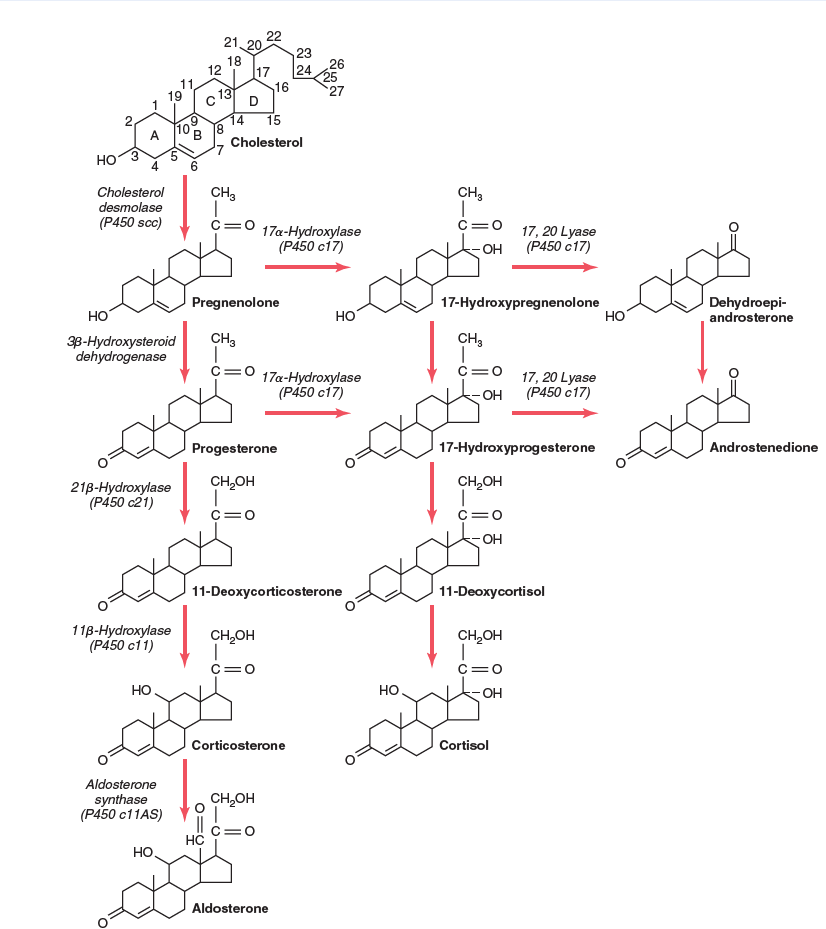 22
21
20
23
18
24
26
12
17
25
11
16
27
19
13
C
D
1
9
14
15
2
10
8
A
B
Cholesterol
7
HO
3
5
4
6
Cholesterol
desmolase
(P450 scc)
CH3
C=O
17α-Hydroxylase
(P450 c17)
CH3
C=O
OH
17, 20 Lyase
(P450 c17)
O
HO
Pregnenolone
HO
17-Hydroxypregnenolone
HO
Dehydroepi-
androsterone
3β-Hydroxysteroid
dehydrogenase
CH3
C=O
17α-Hydroxylase
(P450 c17)
CH3
C=O
OH
17, 20 Lyase
(P450 c17)
O
O
Progesterone
O
17-Hydroxyprogesterone
O
Androstenedione
21β-Hydroxylase
(P450 c21)
CH2OH
C=O
CH2OH
C=O
OH
O
11-Deoxycorticosterone
O
11-Deoxycortisol
11β-Hydroxylase
(P450 c11)
CH2OH
C=O
HO
CH2OH
C=O
HO
OH
O
Corticosterone
O
Cortisol
Aldosterone
synthase
(P450 c11AS)
CH2OH
O
C=O
HC
HO
O
Aldosterone